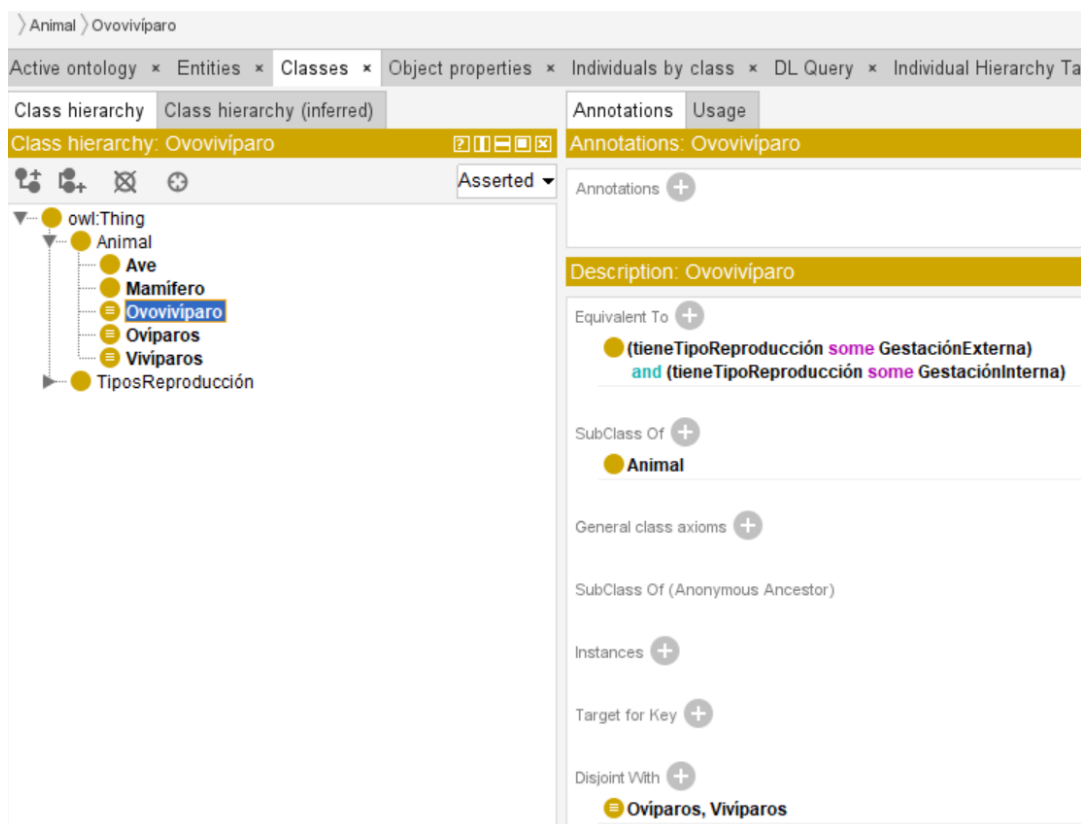 Animal Ovovivíparo
Active ontology × Entities × Classes × Object properties × Individuals by class × DL Query × Individual Hierarchy Ta
Class hierarchy Class hierarchy (inferred)
Class hierarchy: Ovovivíparo
Asserted
owl:Thing
Animal
Ave
Mamífero
Ovovivíparo
Ovíparos
Vivíparos
TiposReproducción
Annotations Usage
Annotations: Ovovivíparo
Annotations
Description: Ovovivíparo
Equivalent To
(tieneTipoReproducción some GestaciónExterna)
and (tieneTipoReproducción some GestaciónInterna)
SubClass Of
Animal
General class axioms
SubClass Of (Anonymous Ancestor)
Instances
Target for Key
Disjoint With
Ovíparos, Vivíparos